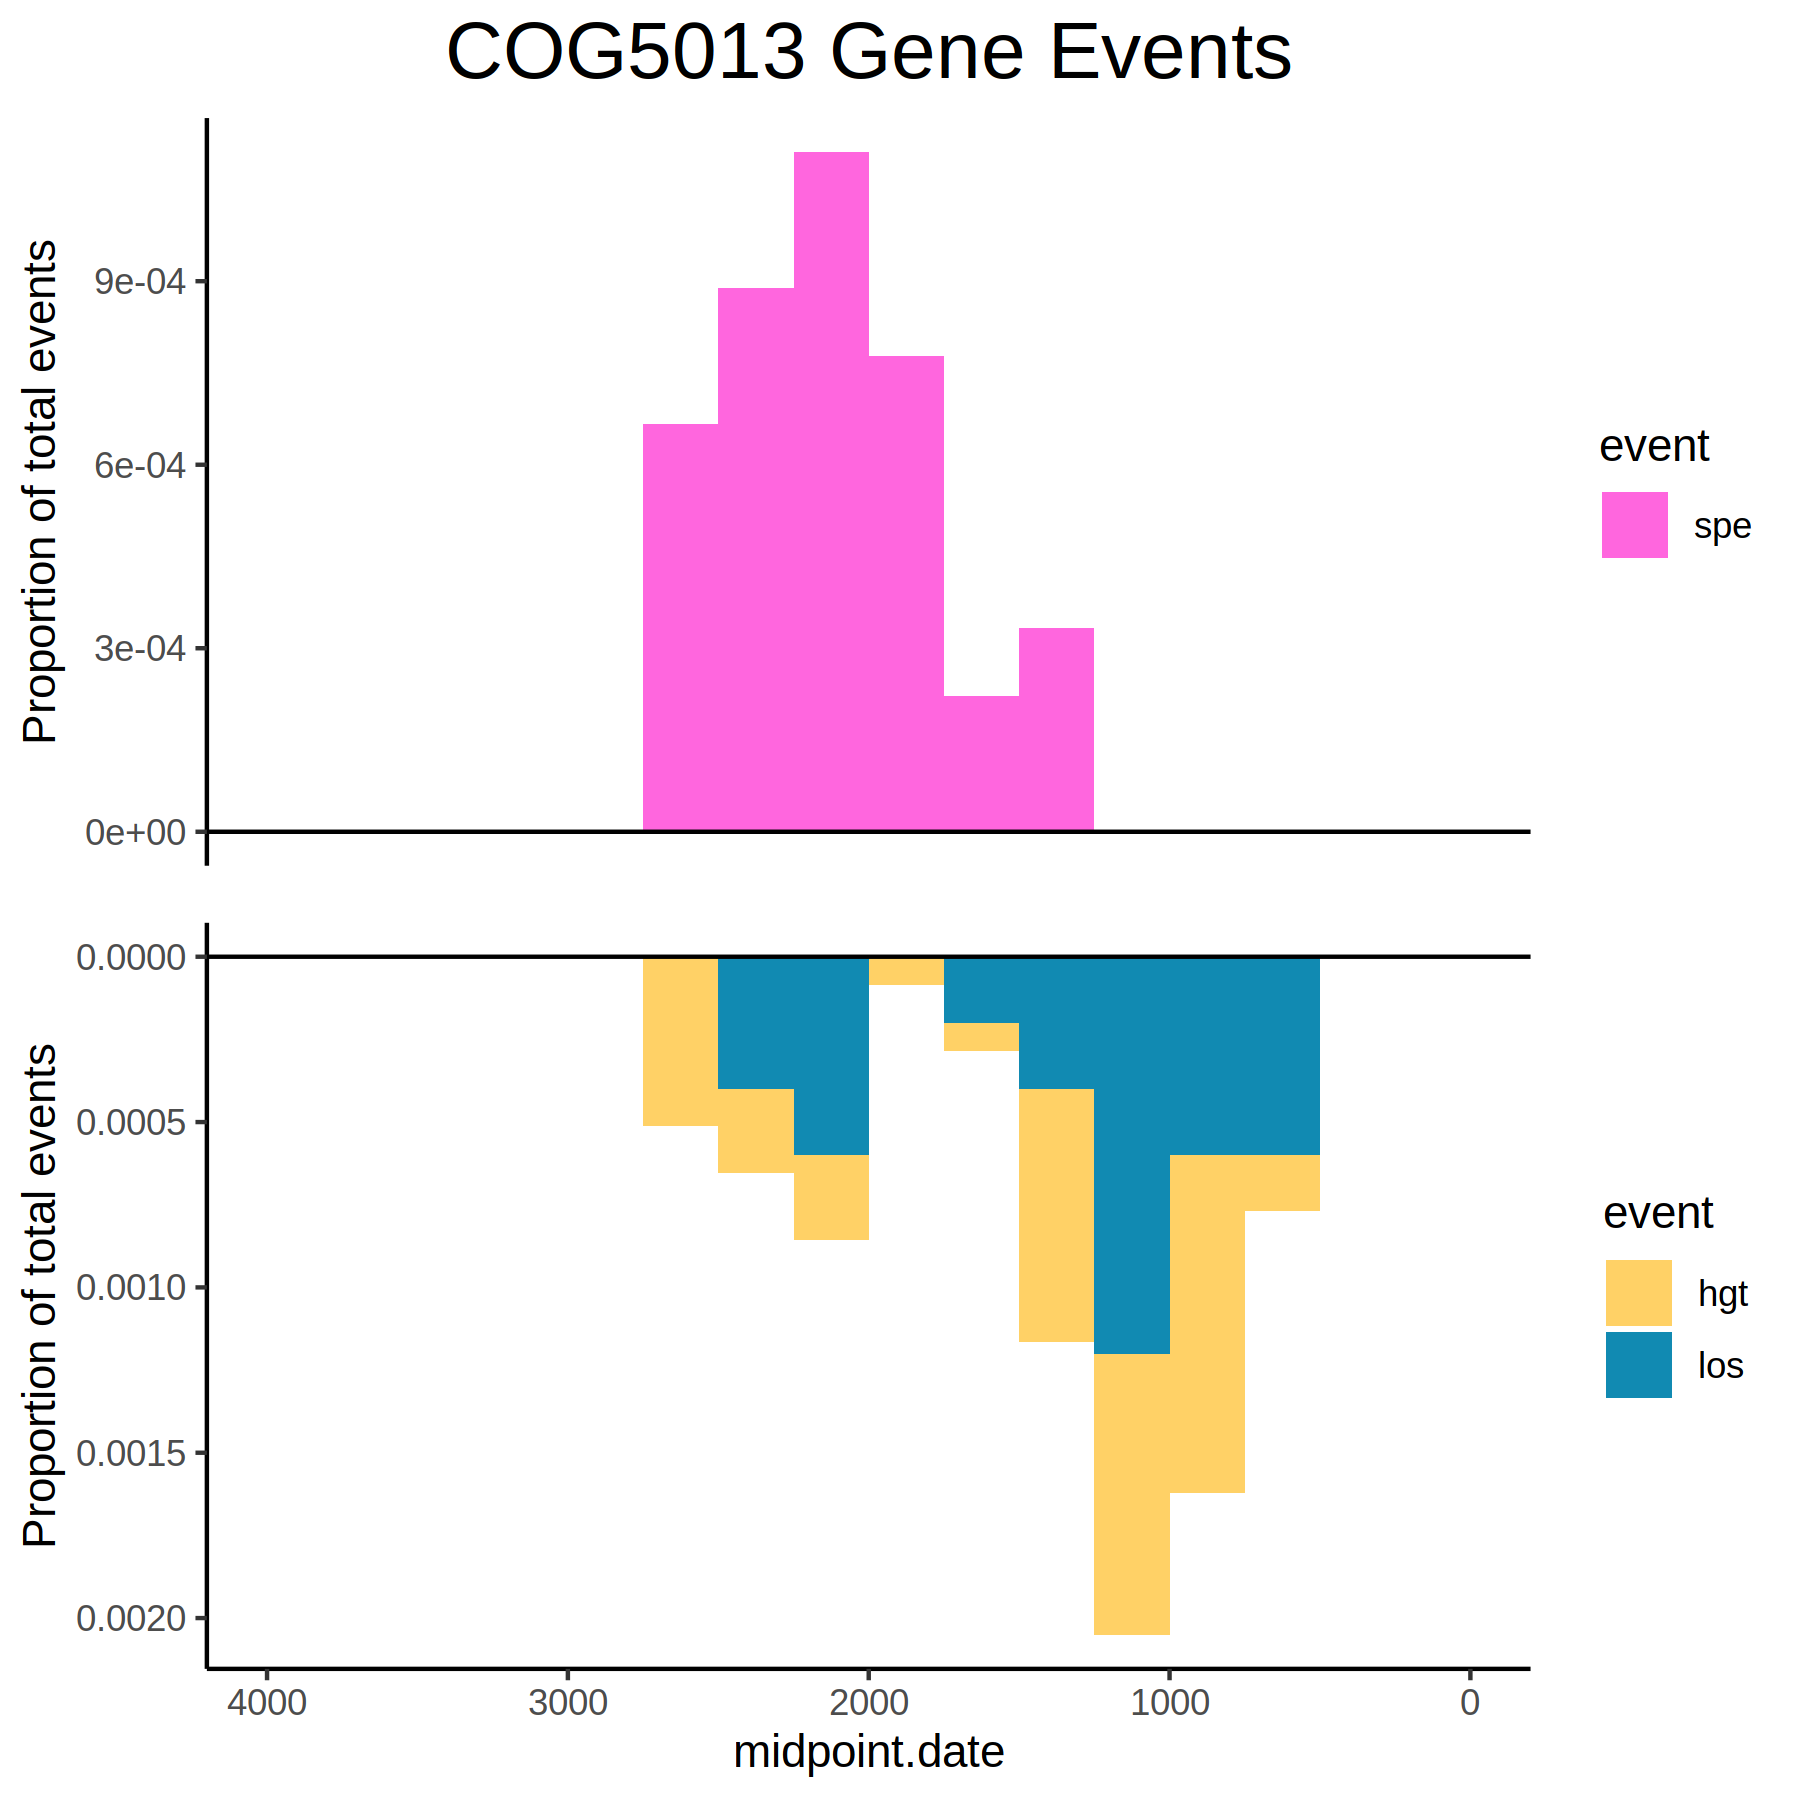 COG5013 Gene Events
Proportion of total events
9e-04
6e-04
3e-04
0e+00
event
spe
Proportion of total events
0.0000
0.0005
0.0010
0.0015
0.0020
event
hgt
los
4000
3000
2000
1000
0
midpoint.date